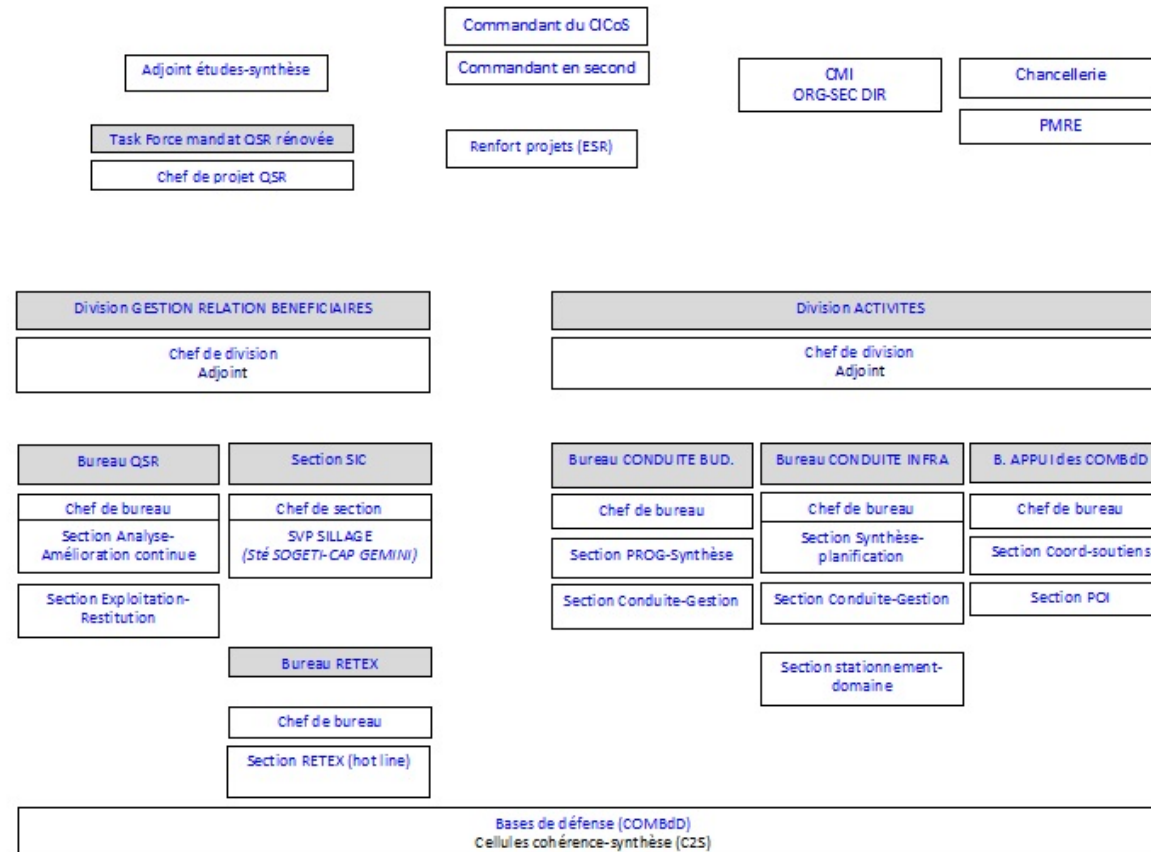 Commandant du CICoS
Commandant en second
Adjoint études-synthèse
CMI
ORG-SEC DIR
Chancellerie
PMRE
Task Force mandat QSR rénovée
Chef de projet QSR
Renfort projets (ESR)
Division GESTION RELATION BENEFICIAIRES
Chef de division
Adjoint
Division ACTIVITES
Chef de division
Adjoint
Bureau QSR
Chef de bureau
Section Analyse-
Amélioration continue
Section Exploitation-
Restitution
Section SIC
Chef de section
SVP SILLAGE
(Sté SOGETI-CAP GEMINI)
Bureau RETEX
Chef de bureau
Section RETEX (hot line)
Bureau CONDUITE BUD.
Chef de bureau
Section PROG-Synthèse
Section Conduite-Gestion
Bureau CONDUITE INFRA
Chef de bureau
Section Synthèse-
planification
Section Conduite-Gestion
Section stationnement-
domaine
B. APPUI des COMBdD
Chef de bureau
Section Coord-soutiens
Section POI
Bases de défense (COMBdD)
Cellules cohérence-synthèse (C2S)